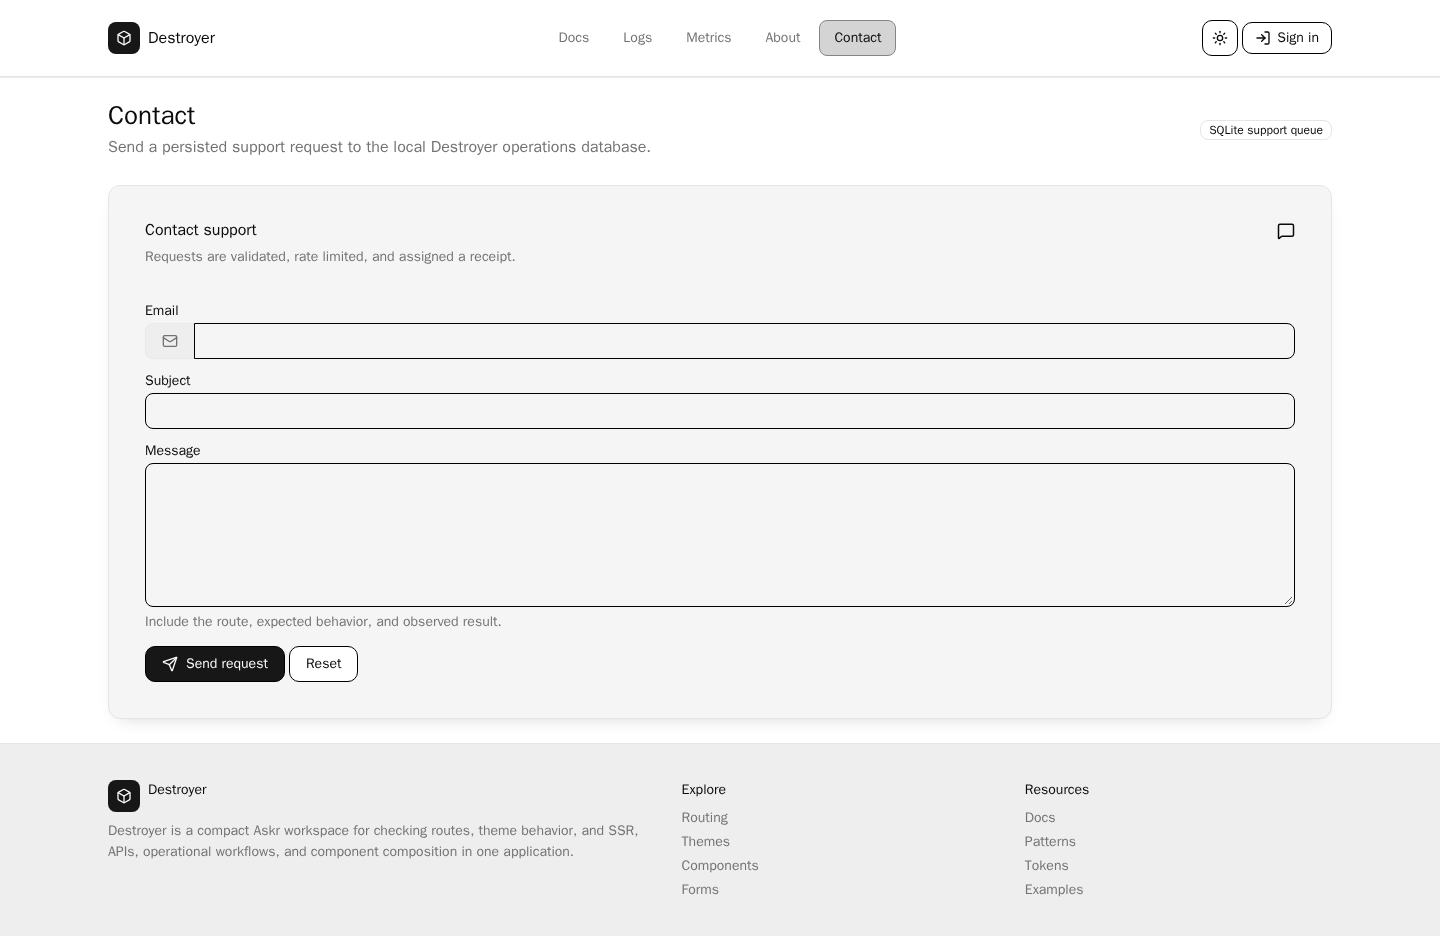 Destroyer
Docs
Logs
Metrics
About
Contact
Sign in
Contact
Send a persisted support request to the local Destroyer operations database.
SQLite support queue
Contact support
Requests are validated, rate limited, and assigned a receipt.
Email
Subject
Message
Include the route, expected behavior, and observed result.
Send request
Reset
Destroyer
Destroyer is a compact Askr workspace for checking routes, theme behavior, and SSR,
APIs, operational workflows, and component composition in one application.
Explore
Routing
Themes
Components
Forms
Resources
Docs
Patterns
Tokens
Examples